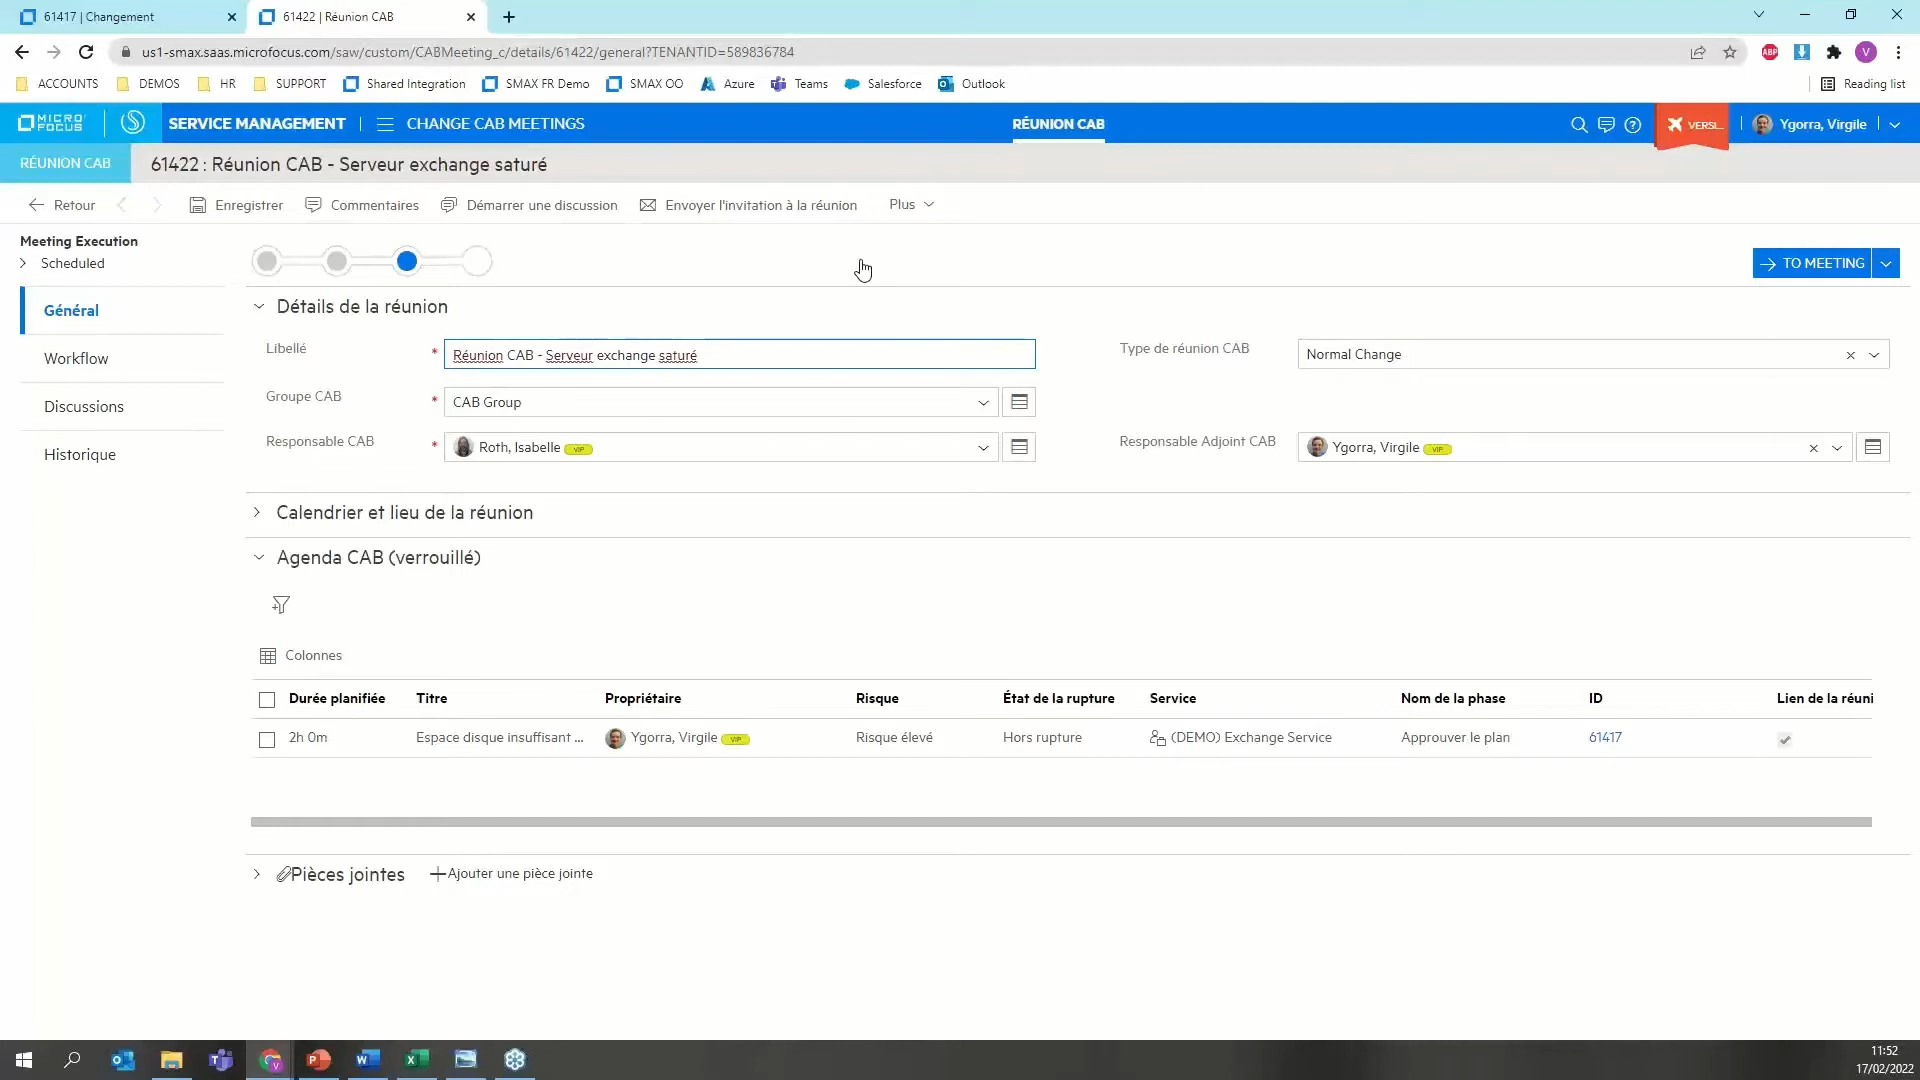 61417 | Changement
61422 | Réunion CAB
us1-smax.saas.microfocus.com/saw/custom/CABMeeting_c/details/61422/general?TENANTID=589836784
ABP
V
ACCOUNTS DEMOS HR SUPPORT Shared Integration SMAX FR Demo SMAX OO Azure Teams Salesforce Outlook Reading list
MICRO FOCUS SERVICE MANAGEMENT CHANGE CAB MEETINGS RÉUNION CAB VERSI... Ygorra, Virgile
RÉUNION CAB 61422 : Réunion CAB - Serveur exchange saturé
Retour Enregistrer Commentaires Démarrer une discussion Envoyer l'invitation à la réunion Plus
Meeting Execution
Scheduled
TO MEETING
Général
Workflow
Discussions
Historique
Détails de la réunion
Libellé * Réunion CAB - Serveur exchange saturé
Type de réunion CAB Normal Change
Groupe CAB * CAB Group
Responsable CAB * Roth, Isabelle VIP
Responsable Adjoint CAB Ygorra, Virgile VIP
Calendrier et lieu de la réunion
Agenda CAB (verrouillé)
Colonnes
Durée planifiée Titre Propriétaire Risque État de la rupture Service Nom de la phase ID Lien de la réuni
2h 0m Espace disque insuffisant ... Ygorra, Virgile VIP Risque élevé Hors rupture (DEMO) Exchange Service Approuver le plan 61417
Pièces jointes Ajouter une pièce jointe
11:52
17/02/2022